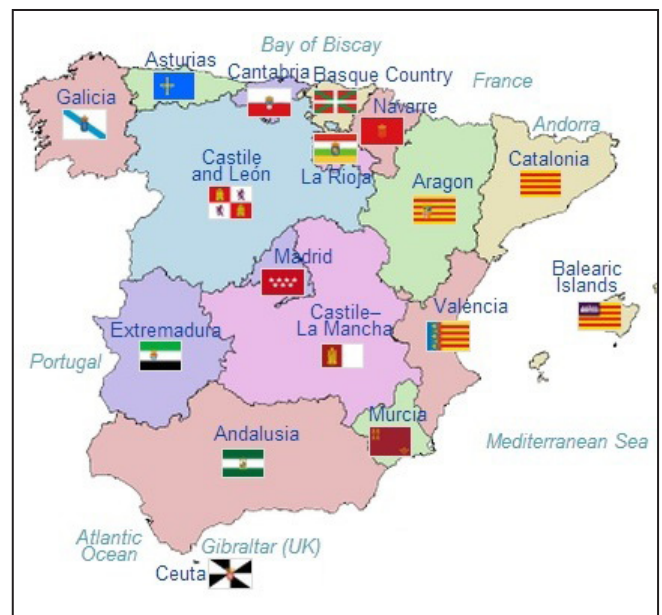 Bay of Biscay
Asturias
Cantabria
Basque Country
France
Galicia
Navarre
Andorra
Castile
and León
La Rioja
Aragon
Catalonia
Madrid
Balearic
Islands
Extremadura
Castile–
La Mancha
Valencia
Portugal
Murcia
Andalusia
Mediterranean Sea
Atlantic
Ocean
Gibraltar (UK)
Ceuta